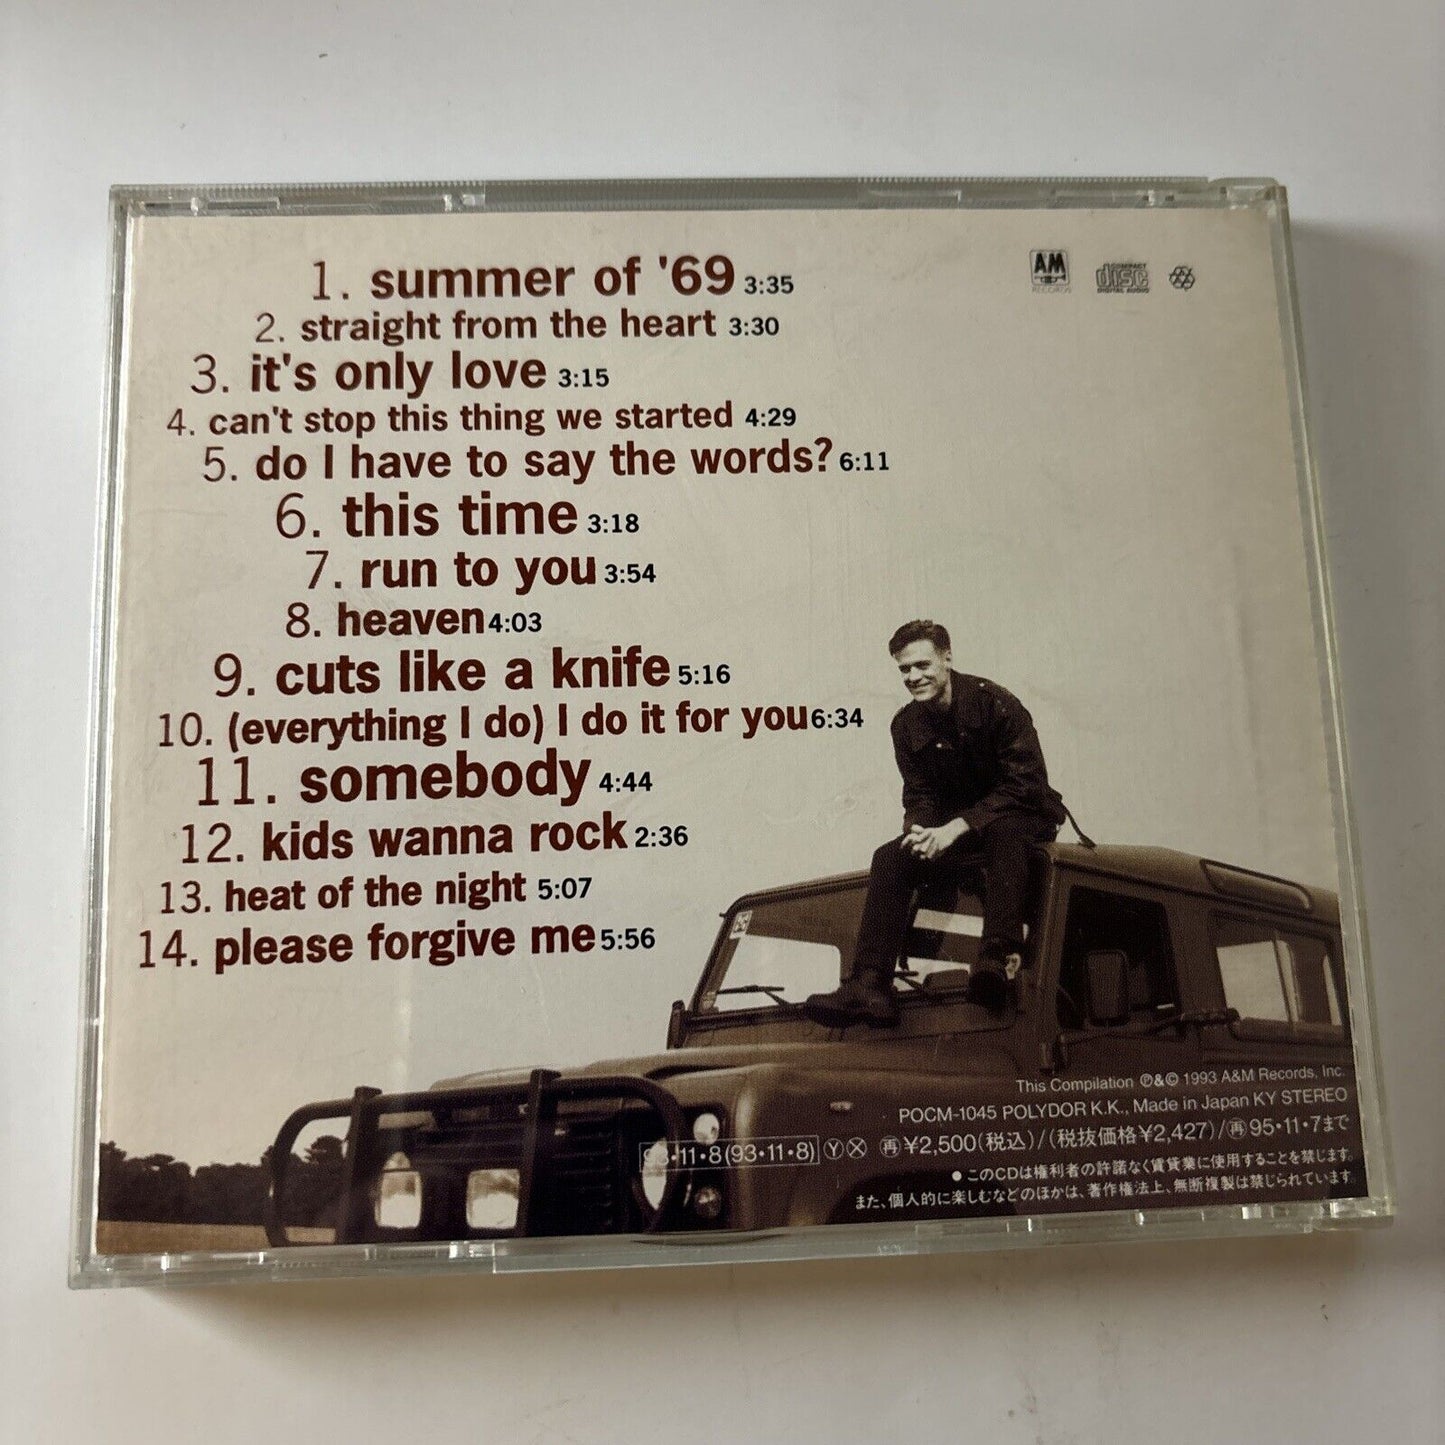 1. summer of '69 3:35
2. straight from the heart 3:30
3. it's only love 3:15
4. can't stop this thing we started 4:29
5. do I have to say the words? 6:11
6. this time 3:18
7. run to you 3:54
8. heaven 4:03
9. cuts like a knife 5:16
10. (everything I do) I do it for you 6:34
11. somebody 4:44
12. kids wanna rock 2:36
13. heat of the night 5:07
14. please forgive me 5:56
AM
RECORDS
COMPACT
disc
DIGITAL AUDIO
This Compilation ℗&© 1993 A&M Records, Inc.
POCM-1045 POLYDOR K.K., Made in Japan KY STEREO
93・11・8(93・11・8) Ⓨ Ⓧ ㊢¥2,500(税込)/(税抜価格¥2,427)/再95・11・7まで
● このCDは権利者の許諾なく賃貸業に使用することを禁じます。
また、個人的に楽しむなどのほかは、著作権法上、無断複製は禁じられています。